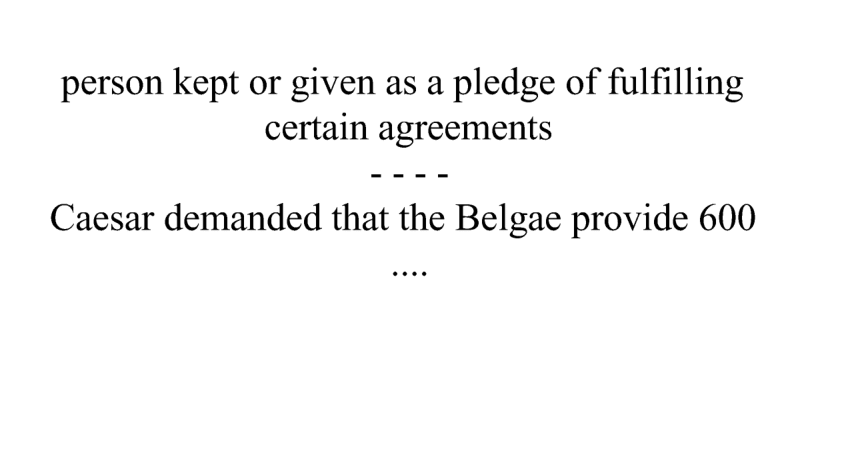 person kept or given as a pledge of fulfilling
certain agreements
- - - -
Caesar demanded that the Belgae provide 600
....